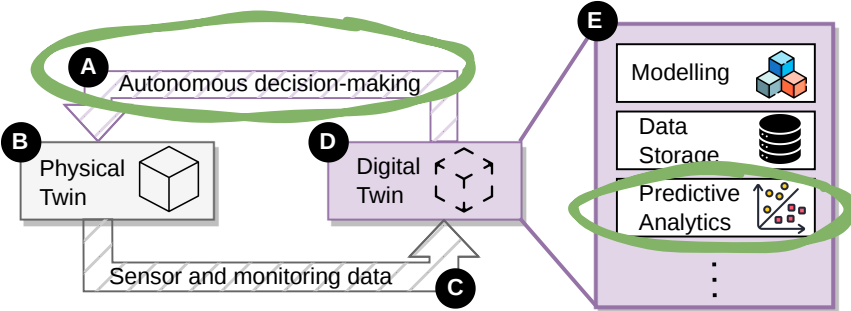 A
Autonomous decision-making
B
Physical
Twin
D
Digital
Twin
Sensor and monitoring data
C
E
Modelling
Data
Storage
Predictive
Analytics